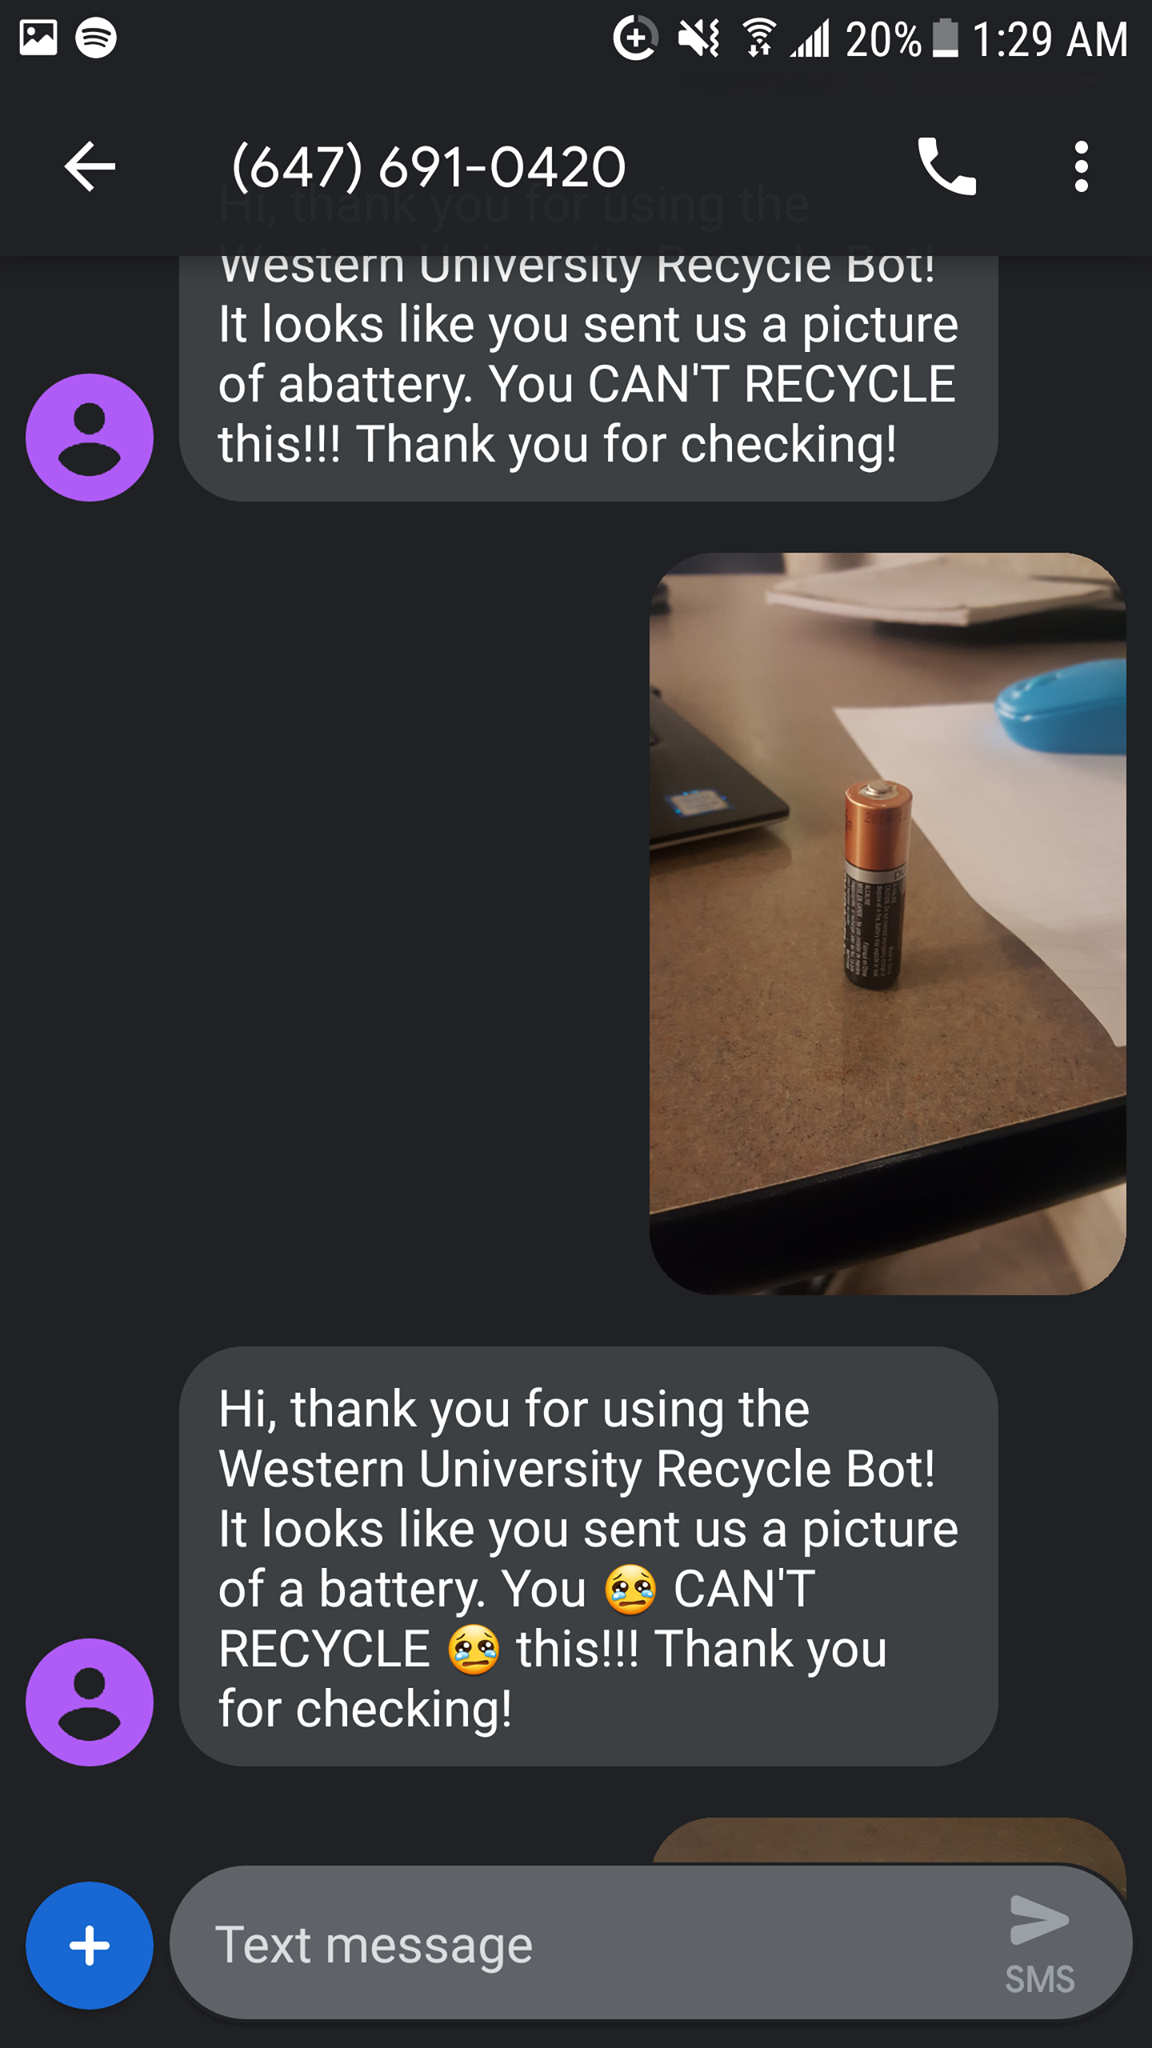 20% 1:29 AM
(647) 691-0420
Hi, thank you for using the
Western University Recycle Bot!
It looks like you sent us a picture
of abattery. You CAN'T RECYCLE
this!!! Thank you for checking!
Hi, thank you for using the
Western University Recycle Bot!
It looks like you sent us a picture
of a battery. You 😢 CAN'T
RECYCLE 😢 this!!! Thank you
for checking!
Text message
SMS